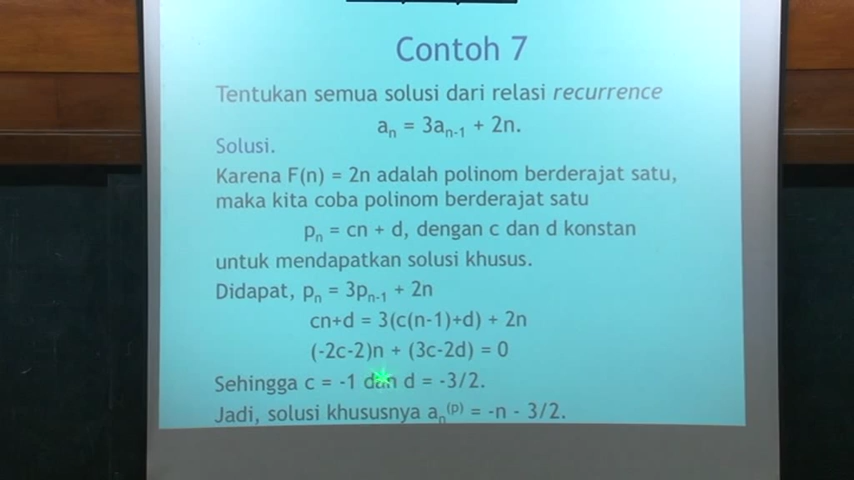 Contoh 7
Tentukan semua solusi dari relasi recurrence
aₙ = 3aₙ₋₁ + 2n.
Solusi.
Karena F(n) = 2n adalah polinom berderajat satu,
maka kita coba polinom berderajat satu
pₙ = cn + d, dengan c dan d konstan
untuk mendapatkan solusi khusus.
Didapat, pₙ = 3pₙ₋₁ + 2n
cn+d = 3(c(n-1)+d) + 2n
(-2c-2)n + (3c-2d) = 0
Sehingga c = -1 dan d = -3/2.
Jadi, solusi khususnya aₙ⁽ᵖ⁾ = -n - 3/2.